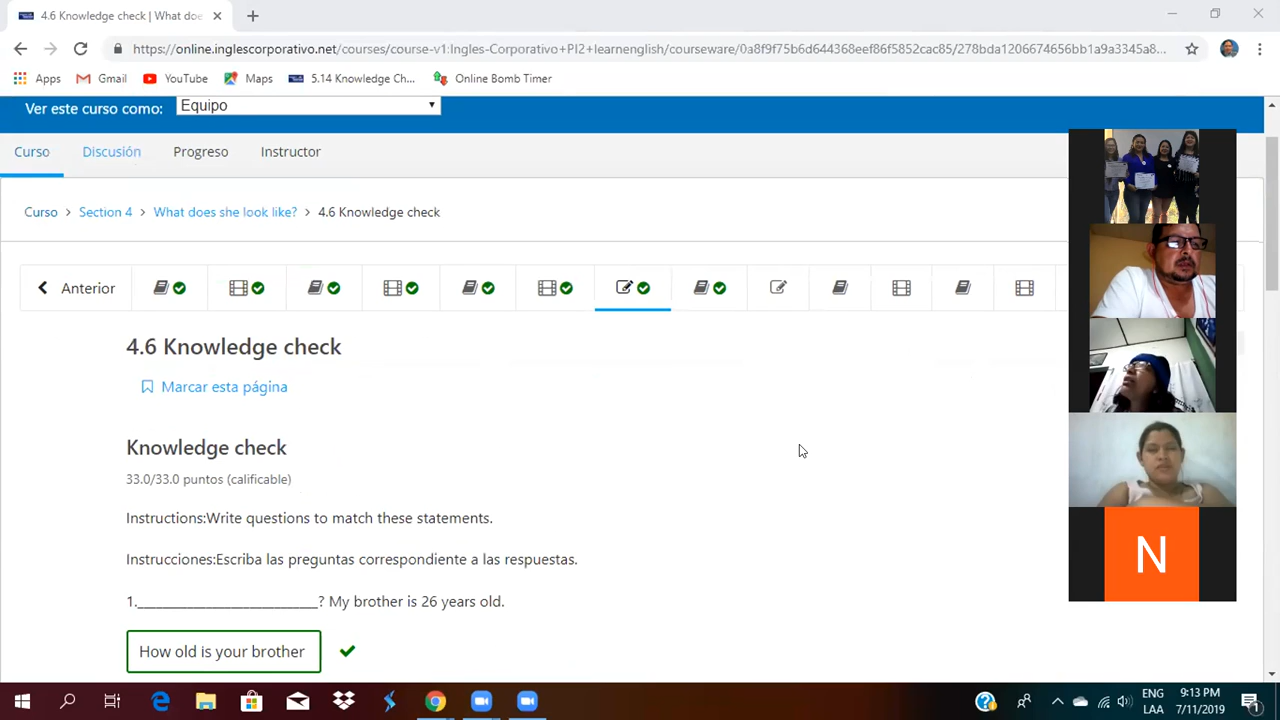 4.6 Knowledge check | What doe
https://online.inglescorporativo.net/courses/course-v1:Ingles-Corporativo+PI2+learnenglish/courseware/0a8f9f75b6d644368eef86f5852cac85/278bda1206674656bb1a9a3345a8...
Apps Gmail YouTube Maps 5.14 Knowledge Ch... Online Bomb Timer
Ver este curso como: Equipo
Curso Discusión Progreso Instructor
Curso > Section 4 > What does she look like? > 4.6 Knowledge check
Anterior
4.6 Knowledge check
Marcar esta página
Knowledge check
33.0/33.0 puntos (calificable)
Instructions:Write questions to match these statements.
Instrucciones:Escriba las preguntas correspondiente a las respuestas.
1.___________________________? My brother is 26 years old.
How old is your brother
N
ENG 9:13 PM
LAA 7/11/2019